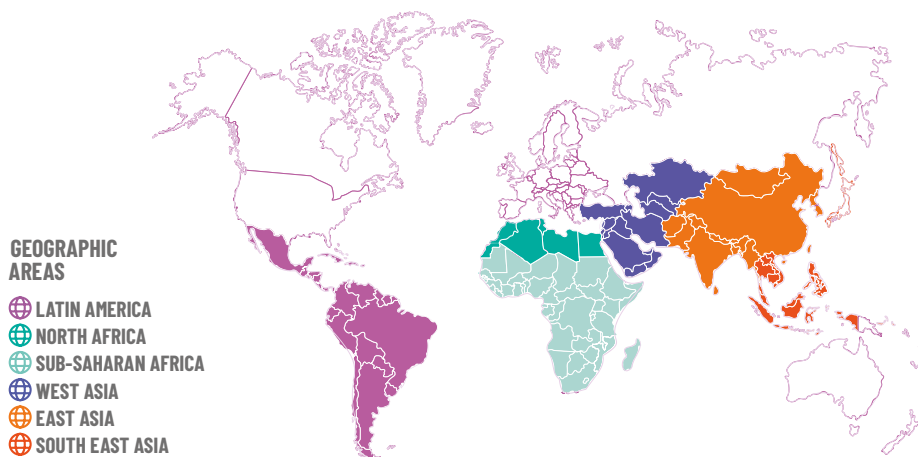 GEOGRAPHIC
AREAS
LATIN AMERICA
NORTH AFRICA
SUB-SAHARAN AFRICA
WEST ASIA
EAST ASIA
SOUTH EAST ASIA